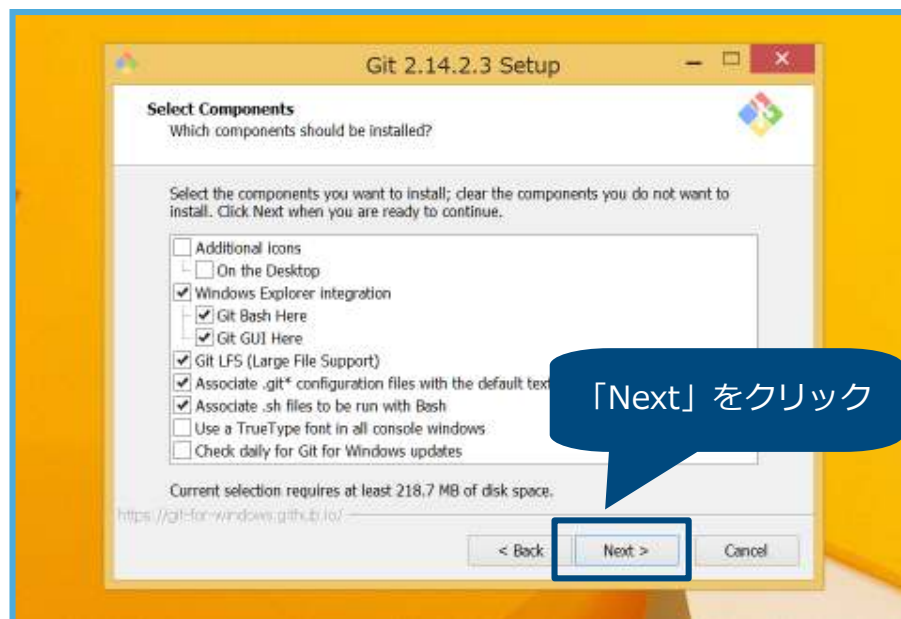 Git 2.14.2.3 Setup
Select Components
Which components should be installed?
Select the components you want to install; clear the components you do not want to
install. Click Next when you are ready to continue.
Additional icons
On the Desktop
Windows Explorer integration
Git Bash Here
Git GUI Here
Git LFS (Large File Support)
Associate .git* configuration files with the default text
Associate .sh files to be run with Bash
Use a TrueType font in all console windows
Check daily for Git for Windows updates
「Next」をクリック
Current selection requires at least 218.7 MB of disk space.
https://git-for-windows.github.io/
< Back
Next >
Cancel